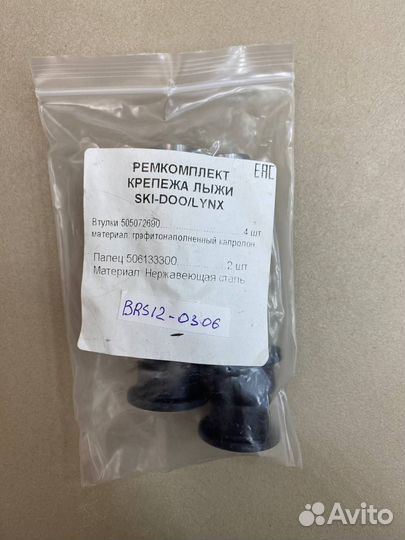 РЕМКОМПЛЕКТ
КРЕПЕЖА ЛЫЖИ
SKI-DOO/LYNX
EAC
Втулки 505072690......................4 шт
материал: графитонаполненный капролон
Палец 506133300..............2 шт
Материал: Нержавеющая сталь
BRS12-0306
Avito